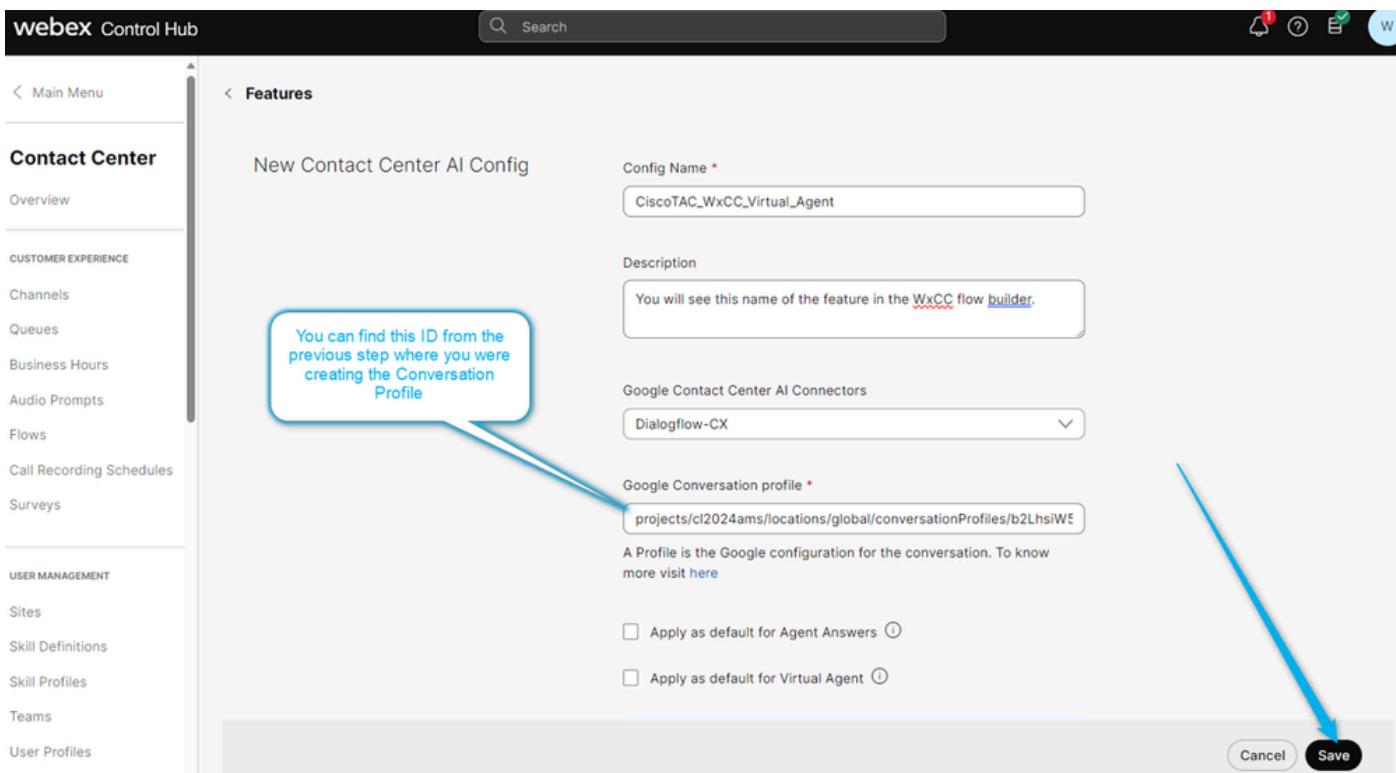 webex Control Hub
Search
1
W
Main Menu
Features
Contact Center
Overview
CUSTOMER EXPERIENCE
Channels
Queues
Business Hours
Audio Prompts
Flows
Call Recording Schedules
Surveys
USER MANAGEMENT
Sites
Skill Definitions
Skill Profiles
Teams
User Profiles
New Contact Center AI Config
Config Name *
CiscoTAC_WxCC_Virtual_Agent
Description
You will see this name of the feature in the WxCC flow builder.
You can find this ID from the
previous step where you were
creating the Conversation
Profile
Google Contact Center AI Connectors
Dialogflow-CX
Google Conversation profile *
projects/cl2024ams/locations/global/conversationProfiles/b2LhsiW5
A Profile is the Google configuration for the conversation. To know
more visit here
Apply as default for Agent Answers
Apply as default for Virtual Agent
Cancel
Save